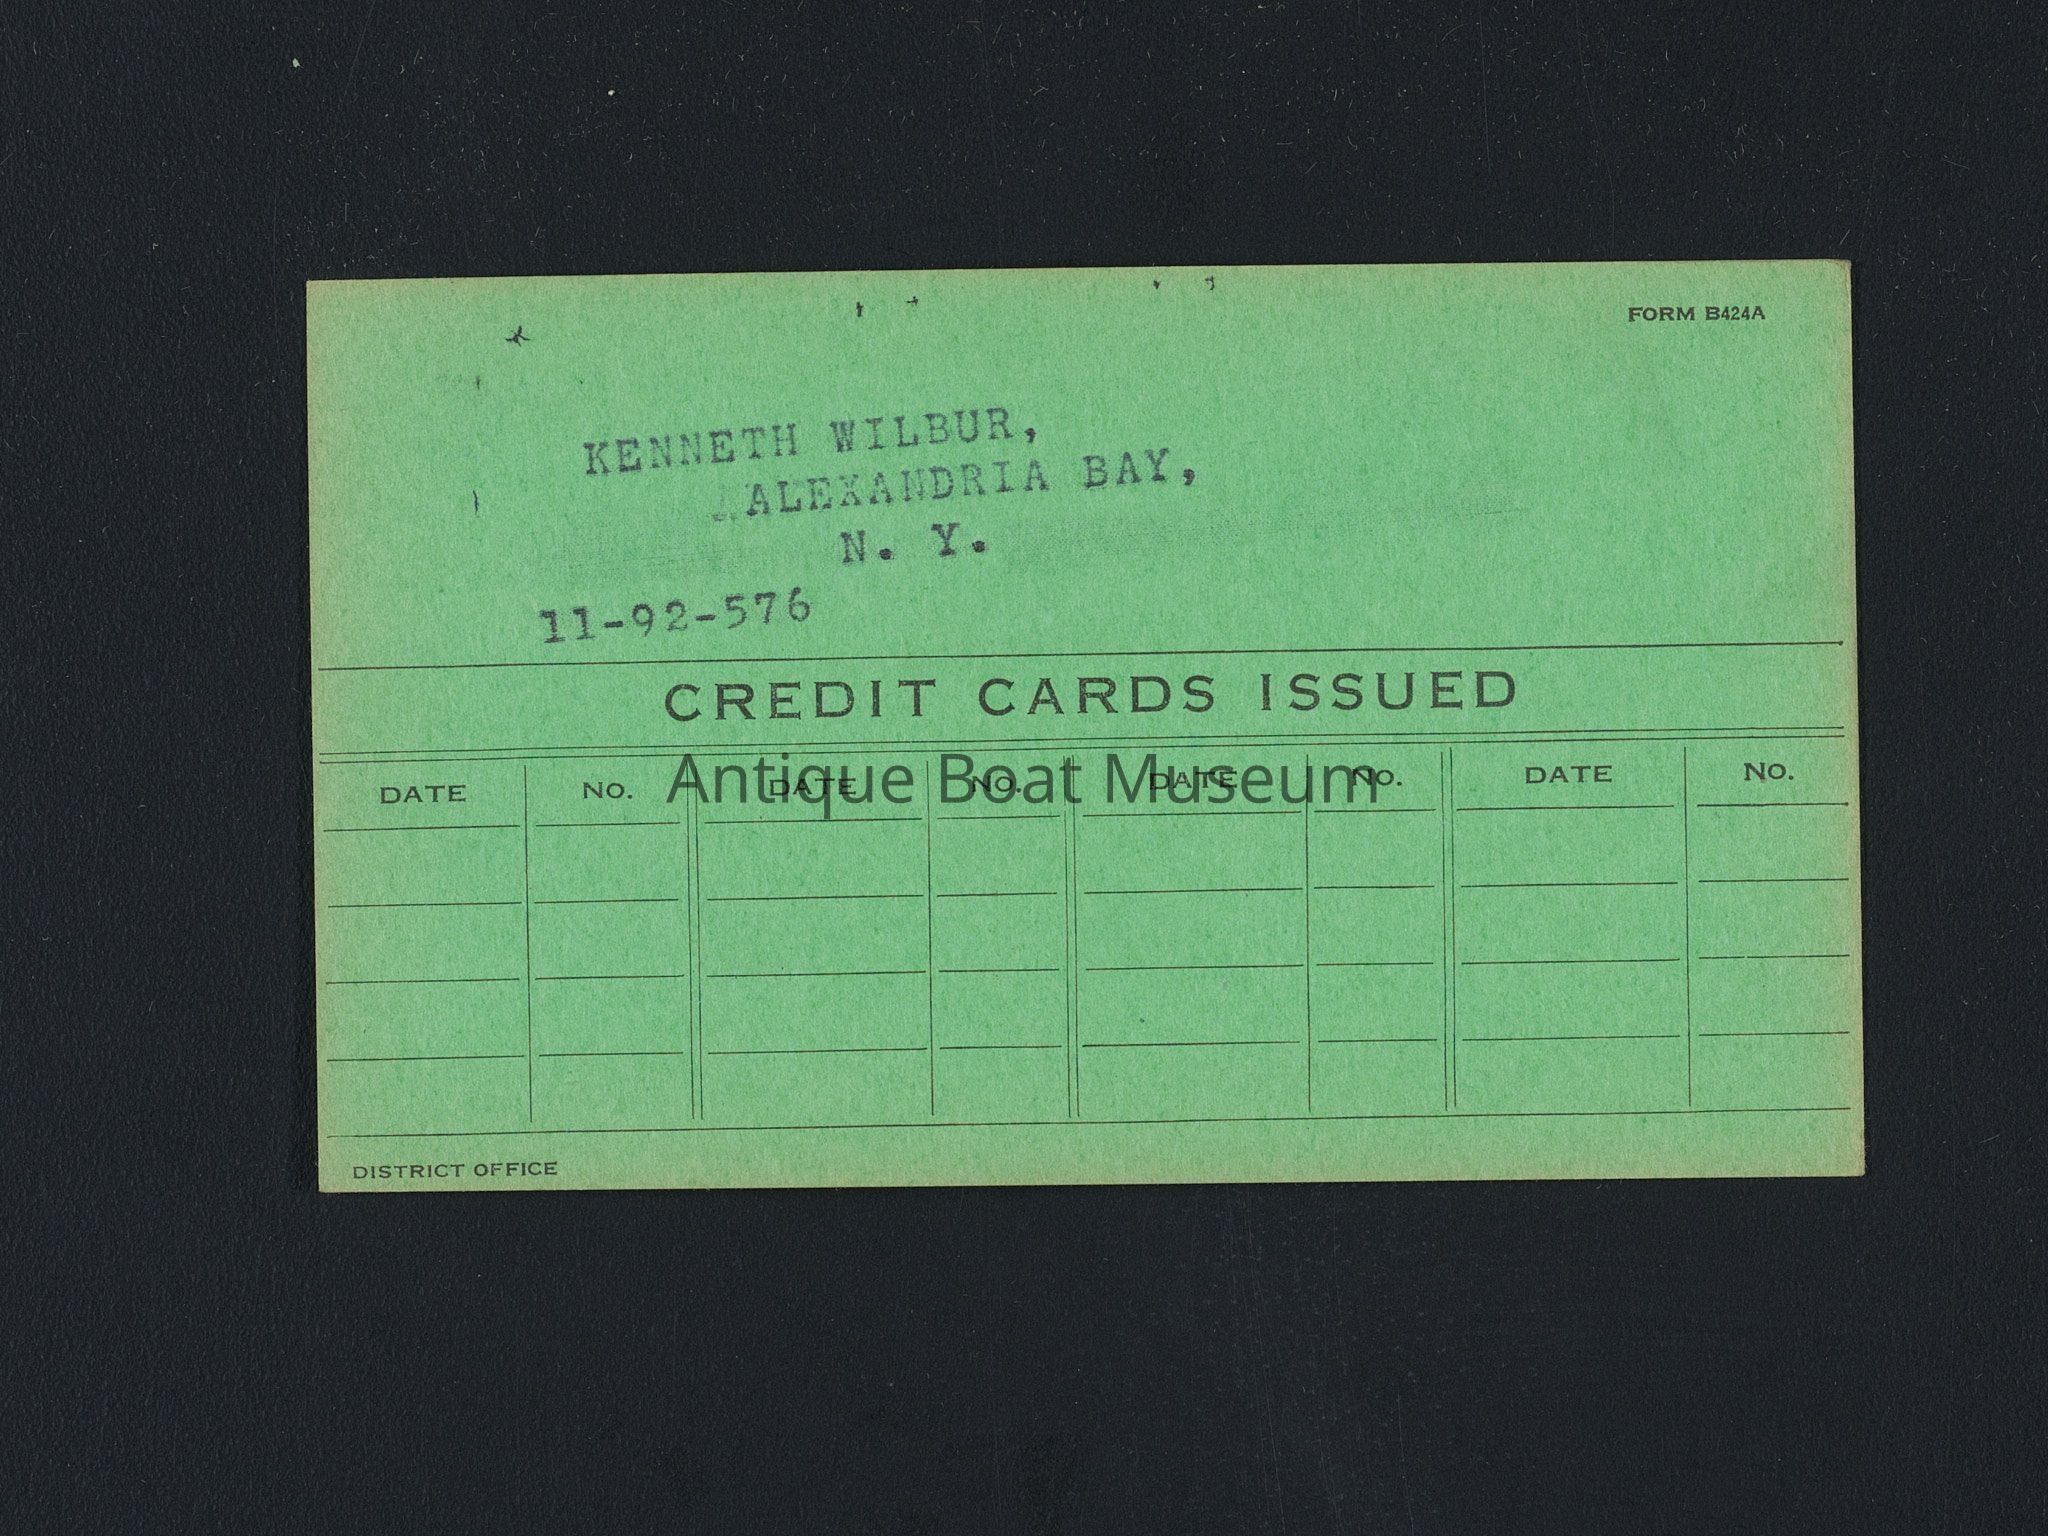 FORM B424A
KENNETH WILBUR,
ALEXANDRIA BAY,
N. Y.
11-92-576
CREDIT CARDS ISSUED
DATE NO. DATE NO. DATE NO. DATE NO.
Antique Boat Museum
DISTRICT OFFICE